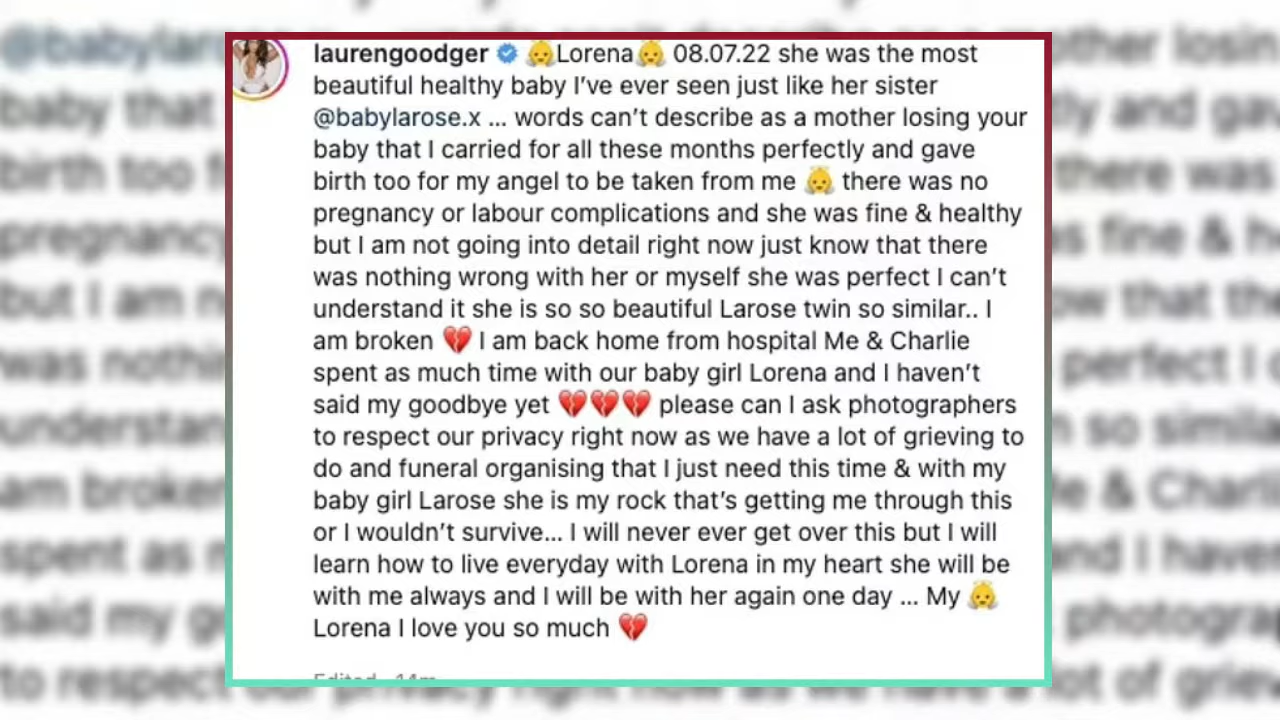 laurengoodger 👼Lorena👼 08.07.22 she was the most
beautiful healthy baby I've ever seen just like her sister
@babylarose.x ... words can't describe as a mother losing your
baby that I carried for all these months perfectly and gave
birth too for my angel to be taken from me 👼 there was no
pregnancy or labour complications and she was fine & healthy
but I am not going into detail right now just know that there
was nothing wrong with her or myself she was perfect I can't
understand it she is so so beautiful Larose twin so similar.. I
am broken 💔 I am back home from hospital Me & Charlie
spent as much time with our baby girl Lorena and I haven't
said my goodbye yet 💔💔💔 please can I ask photographers
to respect our privacy right now as we have a lot of grieving to
do and funeral organising that I just need this time & with my
baby girl Larose she is my rock that's getting me through this
or I wouldn't survive... I will never ever get over this but I will
learn how to live everyday with Lorena in my heart she will be
with me always and I will be with her again one day ... My 👼
Lorena I love you so much 💔